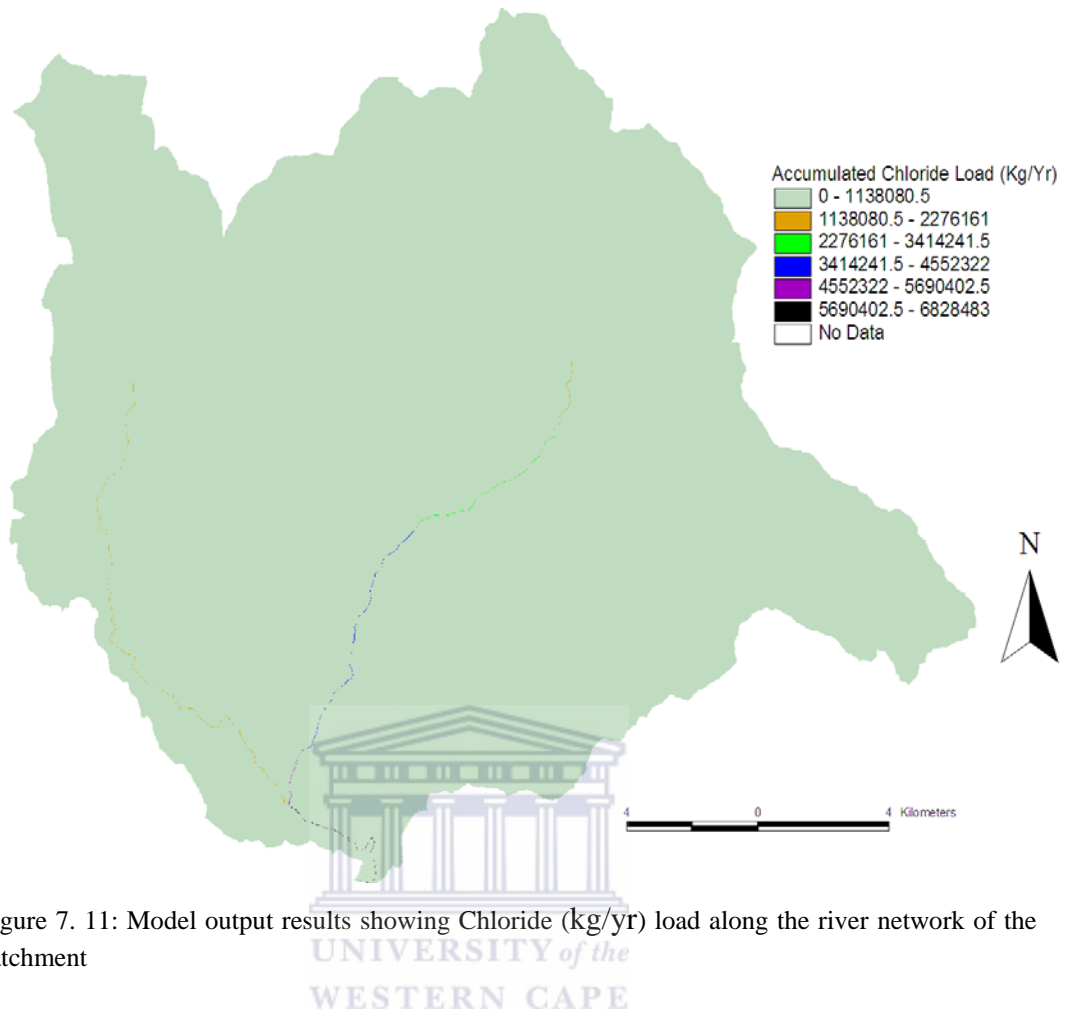 Accumulated Chloride Load (Kg/Yr)
0 - 1138080.5
1138080.5 - 2276161
2276161 - 3414241.5
3414241.5 - 4552322
4552322 - 5690402.5
5690402.5 - 6828483
No Data
N
4 0 4 Kilometers
gure 7. 11: Model output results showing Chloride (kg/yr) load along the river network of the
atchment
UNIVERSITY of the
WESTERN CAPE